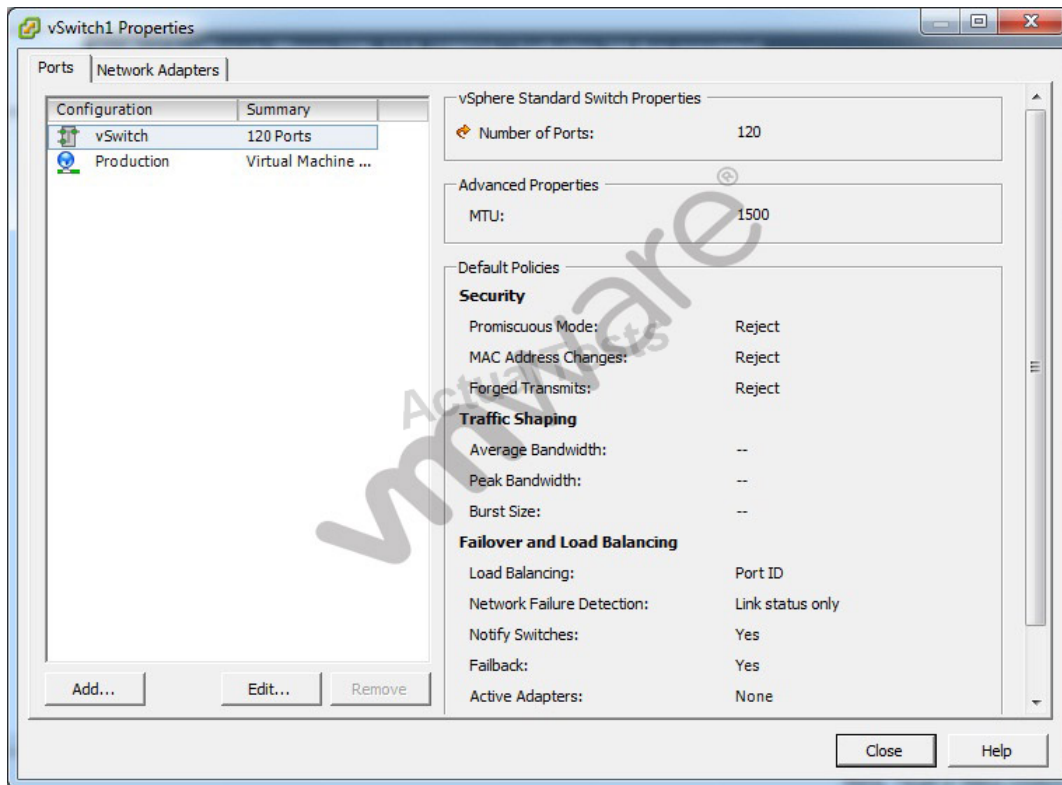 vSwitch1 Properties
Ports
Network Adapters
Configuration Summary
vSwitch 120 Ports
Production Virtual Machine ...
vSphere Standard Switch Properties
Number of Ports: 120
Advanced Properties
MTU: 1500
Default Policies
Security
Promiscuous Mode: Reject
MAC Address Changes: Reject
Forged Transmits: Reject
Traffic Shaping
Average Bandwidth: --
Peak Bandwidth: --
Burst Size: --
Failover and Load Balancing
Load Balancing: Port ID
Network Failure Detection: Link status only
Notify Switches: Yes
Failback: Yes
Active Adapters: None
Add... Edit... Remove
Close Help
vmware ®
ActualTests